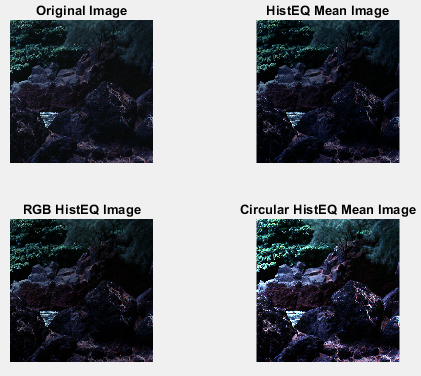 Original Image
HistEQ Mean Image
RGB HistEQ Image
Circular HistEQ Mean Image